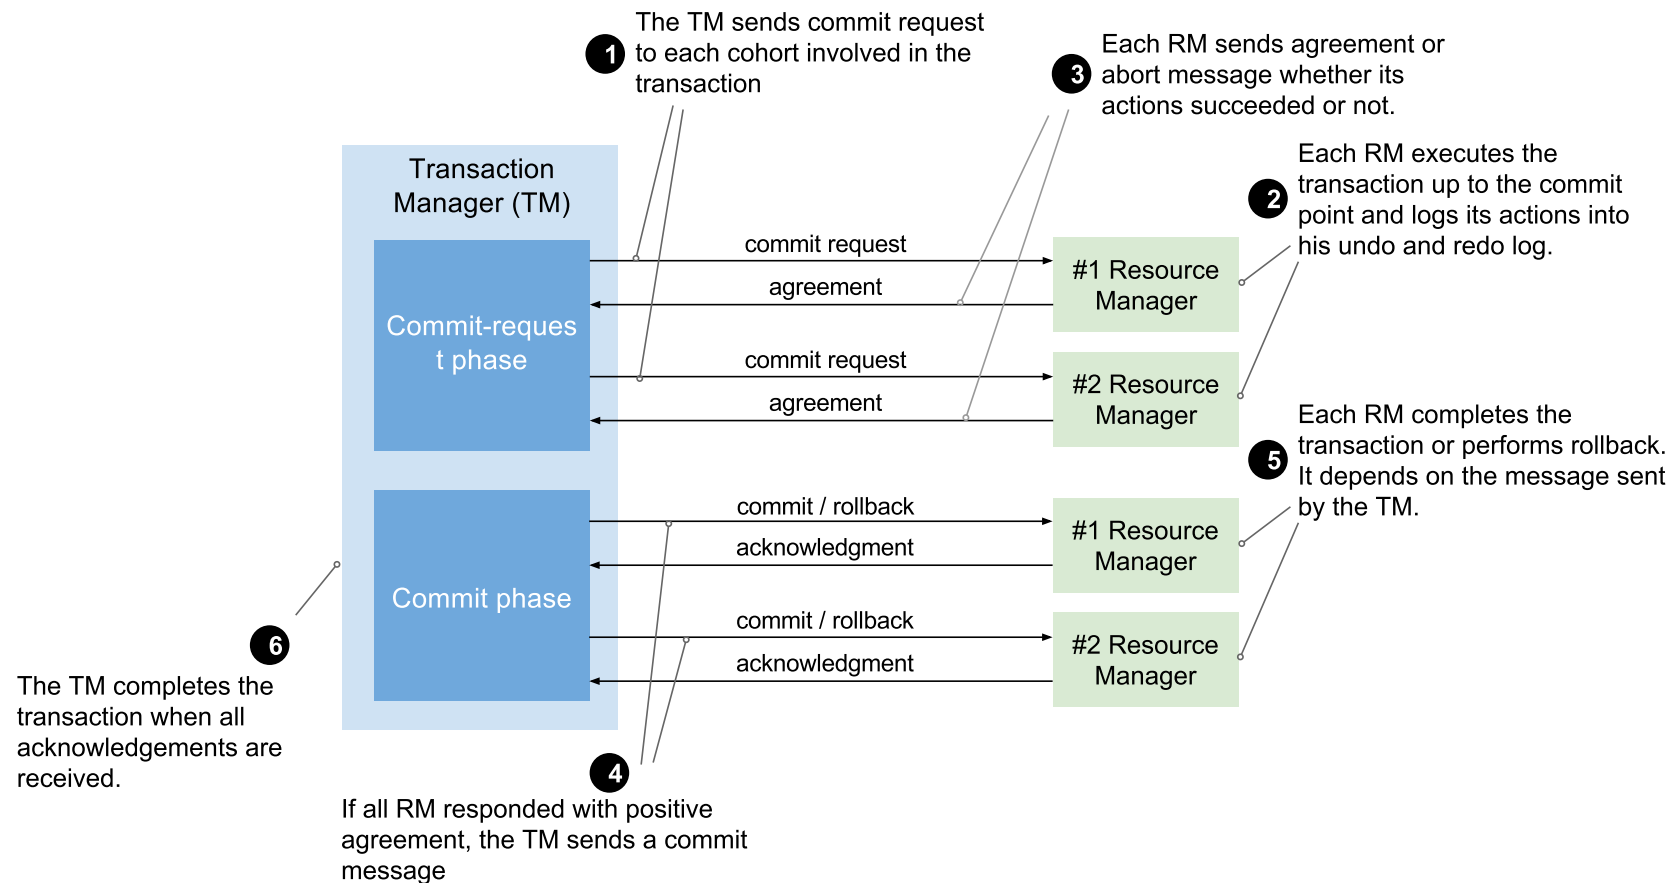 1
The TM sends commit request
to each cohort involved in the
transaction
3
Each RM sends agreement or
abort message whether its
actions succeeded or not.
2
Each RM executes the
transaction up to the commit
point and logs its actions into
his undo and redo log.
Transaction
Manager (TM)
Commit-reques
t phase
commit request
agreement
#1 Resource
Manager
commit request
agreement
#2 Resource
Manager
5
Each RM completes the
transaction or performs rollback.
It depends on the message sent
by the TM.
Commit phase
commit / rollback
acknowledgment
#1 Resource
Manager
commit / rollback
acknowledgment
#2 Resource
Manager
6
The TM completes the
transaction when all
acknowledgements are
received.
4
If all RM responded with positive
agreement, the TM sends a commit
message